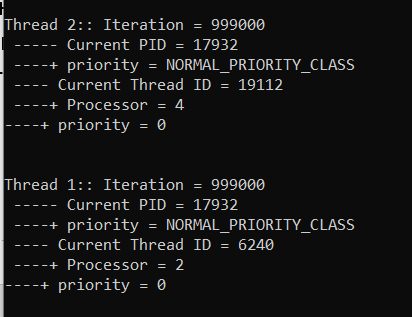 Thread 2:: Iteration = 999000
 ----- Current PID = 17932
 ----+ priority = NORMAL_PRIORITY_CLASS
 ---- Current Thread ID = 19112
 ----+ Processor = 4
----+ priority = 0
Thread 1:: Iteration = 999000
 ----- Current PID = 17932
 ----+ priority = NORMAL_PRIORITY_CLASS
 ---- Current Thread ID = 6240
 ----+ Processor = 2
----+ priority = 0